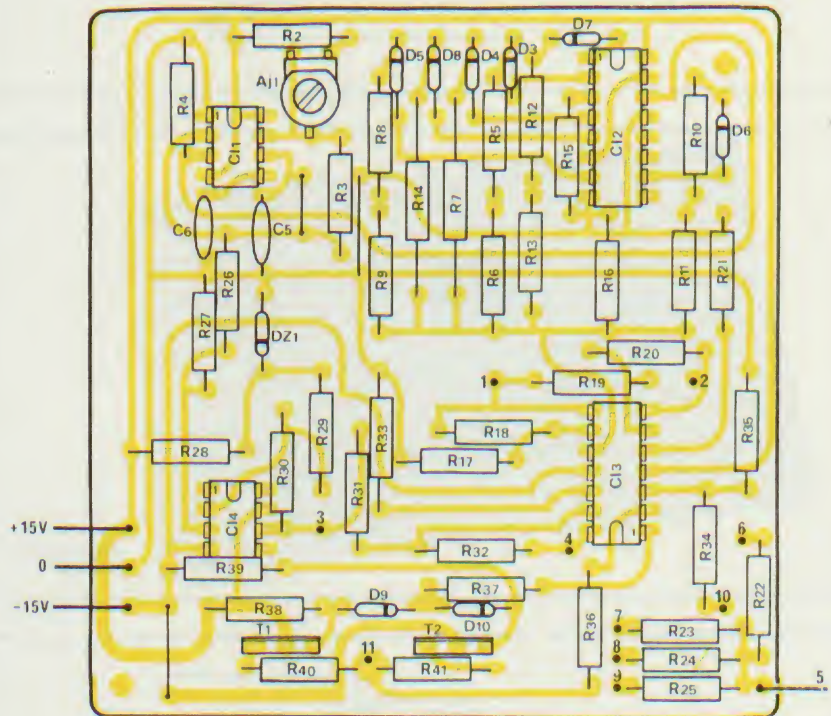 D7
R2
D5
D8
D4
D3
R4
AJ1
R12
R8
R5
CI2
R10
D6
1
CI1
R15
R3
R14
R7
C6
C5
R13
R26
R9
R6
R16
R11
R21
R27
DZ1
R20
1
R19
2
R29
R33
R18
R35
R28
R30
R17
CI3
R31
1
CI4
3
R34
6
+15V
4
1
R32
0
R39
R37
R22
-15V
R38
D9
D10
R36
10
T1
T2
7
R23
11
8
R24
R40
R41
9
R25
5